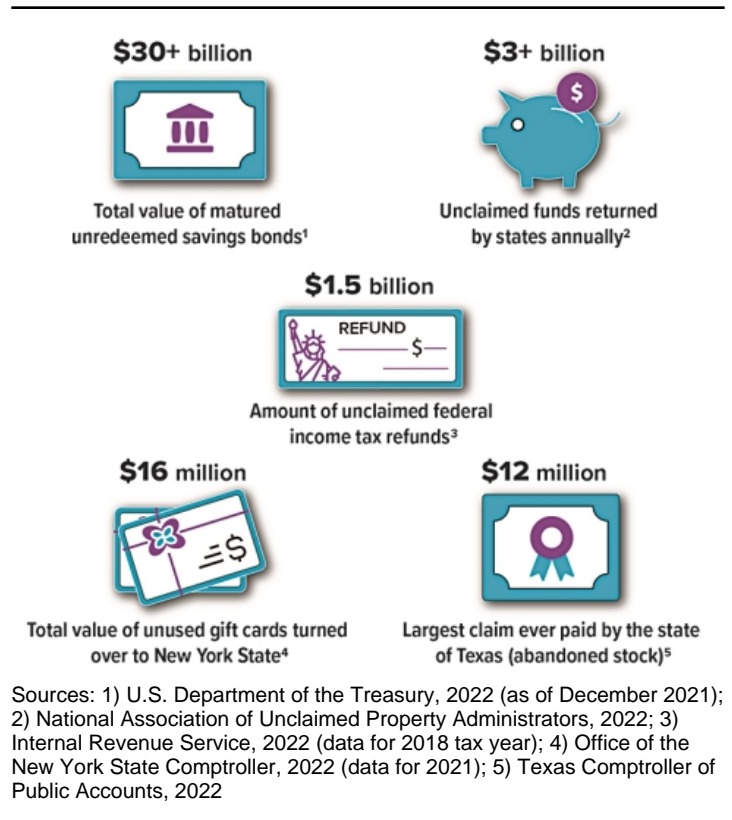 $30+ billion
Total value of matured
unredeemed savings bonds¹
$3+ billion
$
Unclaimed funds returned
by states annually²
$1.5 billion
REFUND
$
Amount of unclaimed federal
income tax refunds³
$16 million
$
Total value of unused gift cards turned
over to New York State⁴
$12 million
Largest claim ever paid by the state
of Texas (abandoned stock)⁵
Sources: 1) U.S. Department of the Treasury, 2022 (as of December 2021);
2) National Association of Unclaimed Property Administrators, 2022; 3)
Internal Revenue Service, 2022 (data for 2018 tax year); 4) Office of the
New York State Comptroller, 2022 (data for 2021); 5) Texas Comptroller of
Public Accounts, 2022